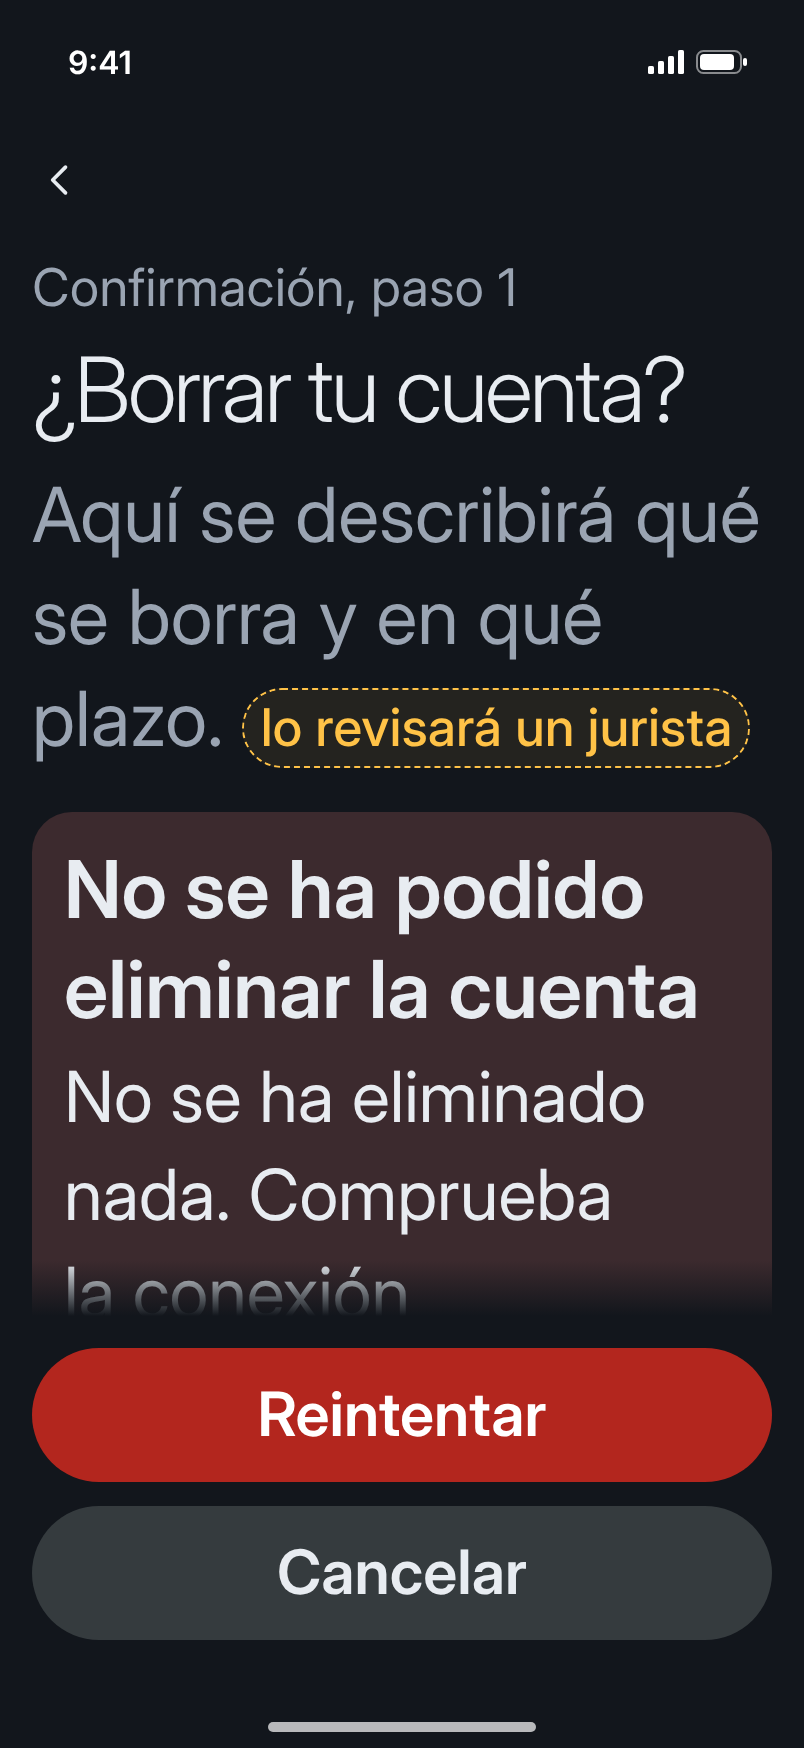 9:41
Confirmación, paso 1
¿Borrar tu cuenta?
Aquí se describirá qué
se borra y en qué
plazo. lo revisará un jurista
No se ha podido
eliminar la cuenta
No se ha eliminado
nada. Comprueba
la conexión
Reintentar
Cancelar